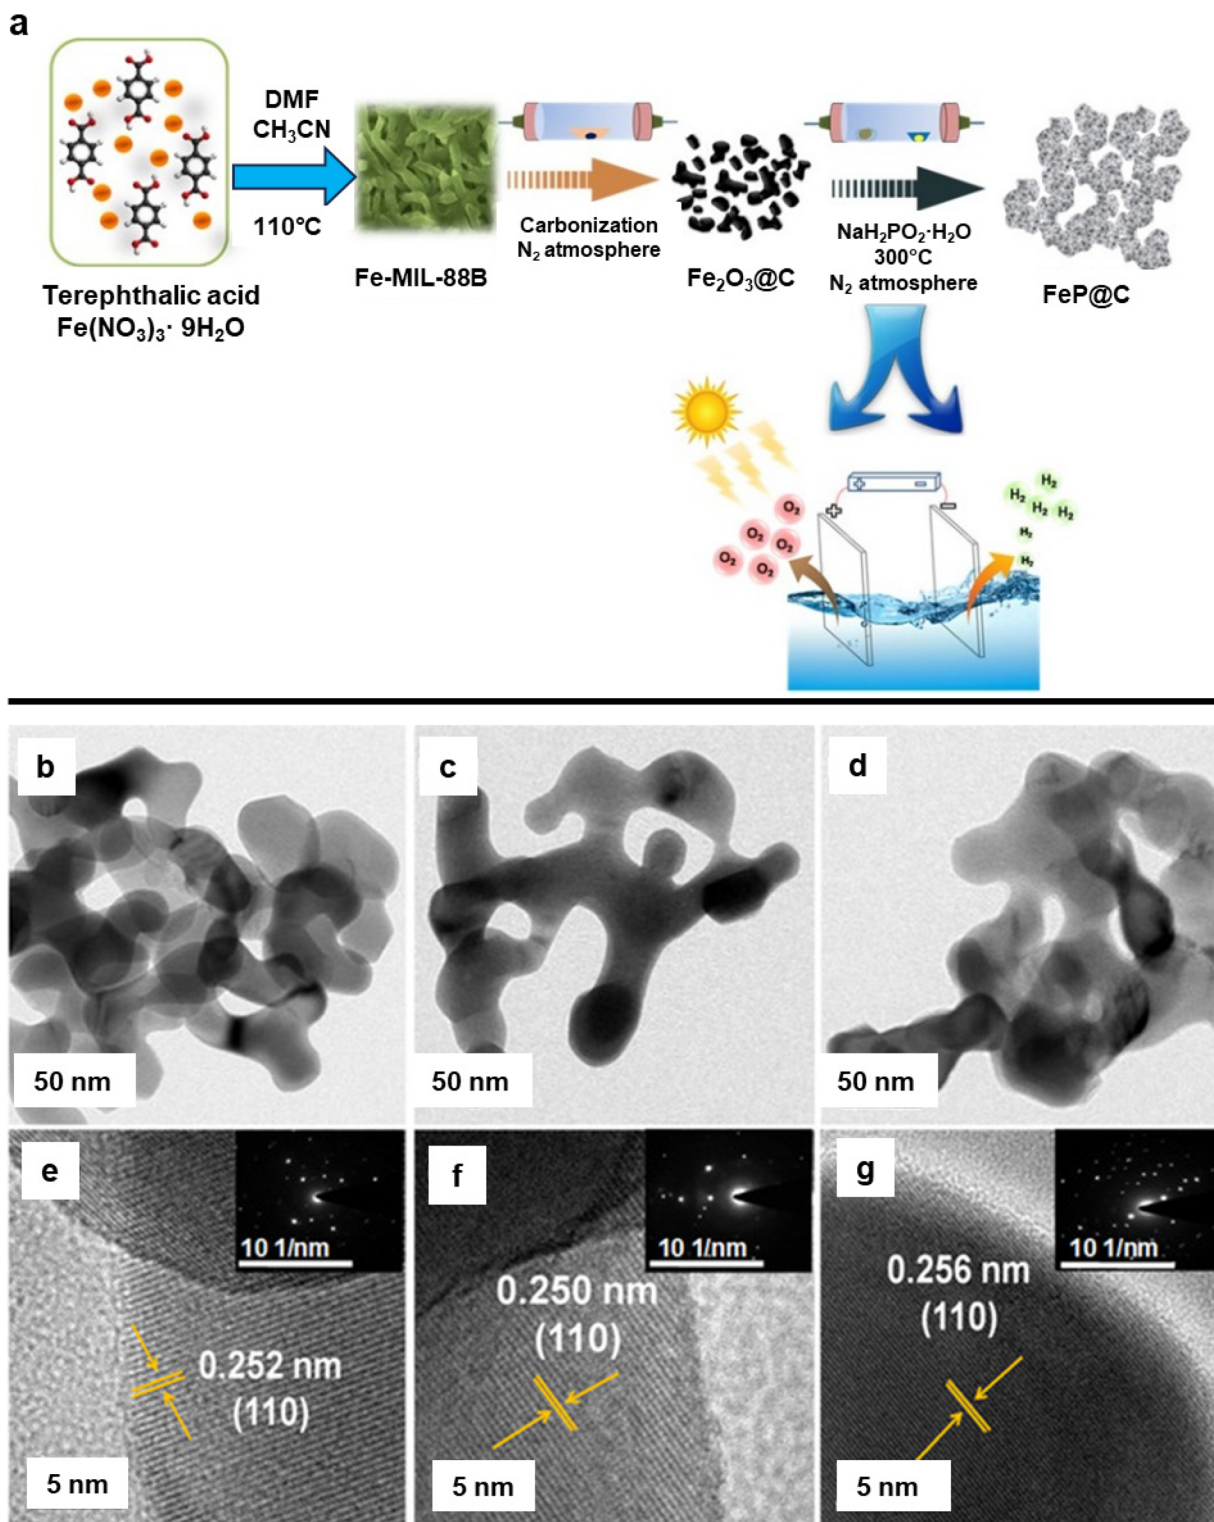 a
DMF
CH₃CN
110°C
Terephthalic acid
Fe(NO₃)₃· 9H₂O
Fe-MIL-88B
Carbonization
N₂ atmosphere
Fe₂O₃@C
NaH₂PO₂·H₂O
300°C
N₂ atmosphere
FeP@C
+
-
+
-
O₂
O₂
O₂
O₂
O₂
H₂
H₂
H₂
H₂
H₂
H₂
b
50 nm
c
50 nm
d
50 nm
e
10 1/nm
0.252 nm
(110)
5 nm
f
10 1/nm
0.250 nm
(110)
5 nm
g
10 1/nm
0.256 nm
(110)
5 nm